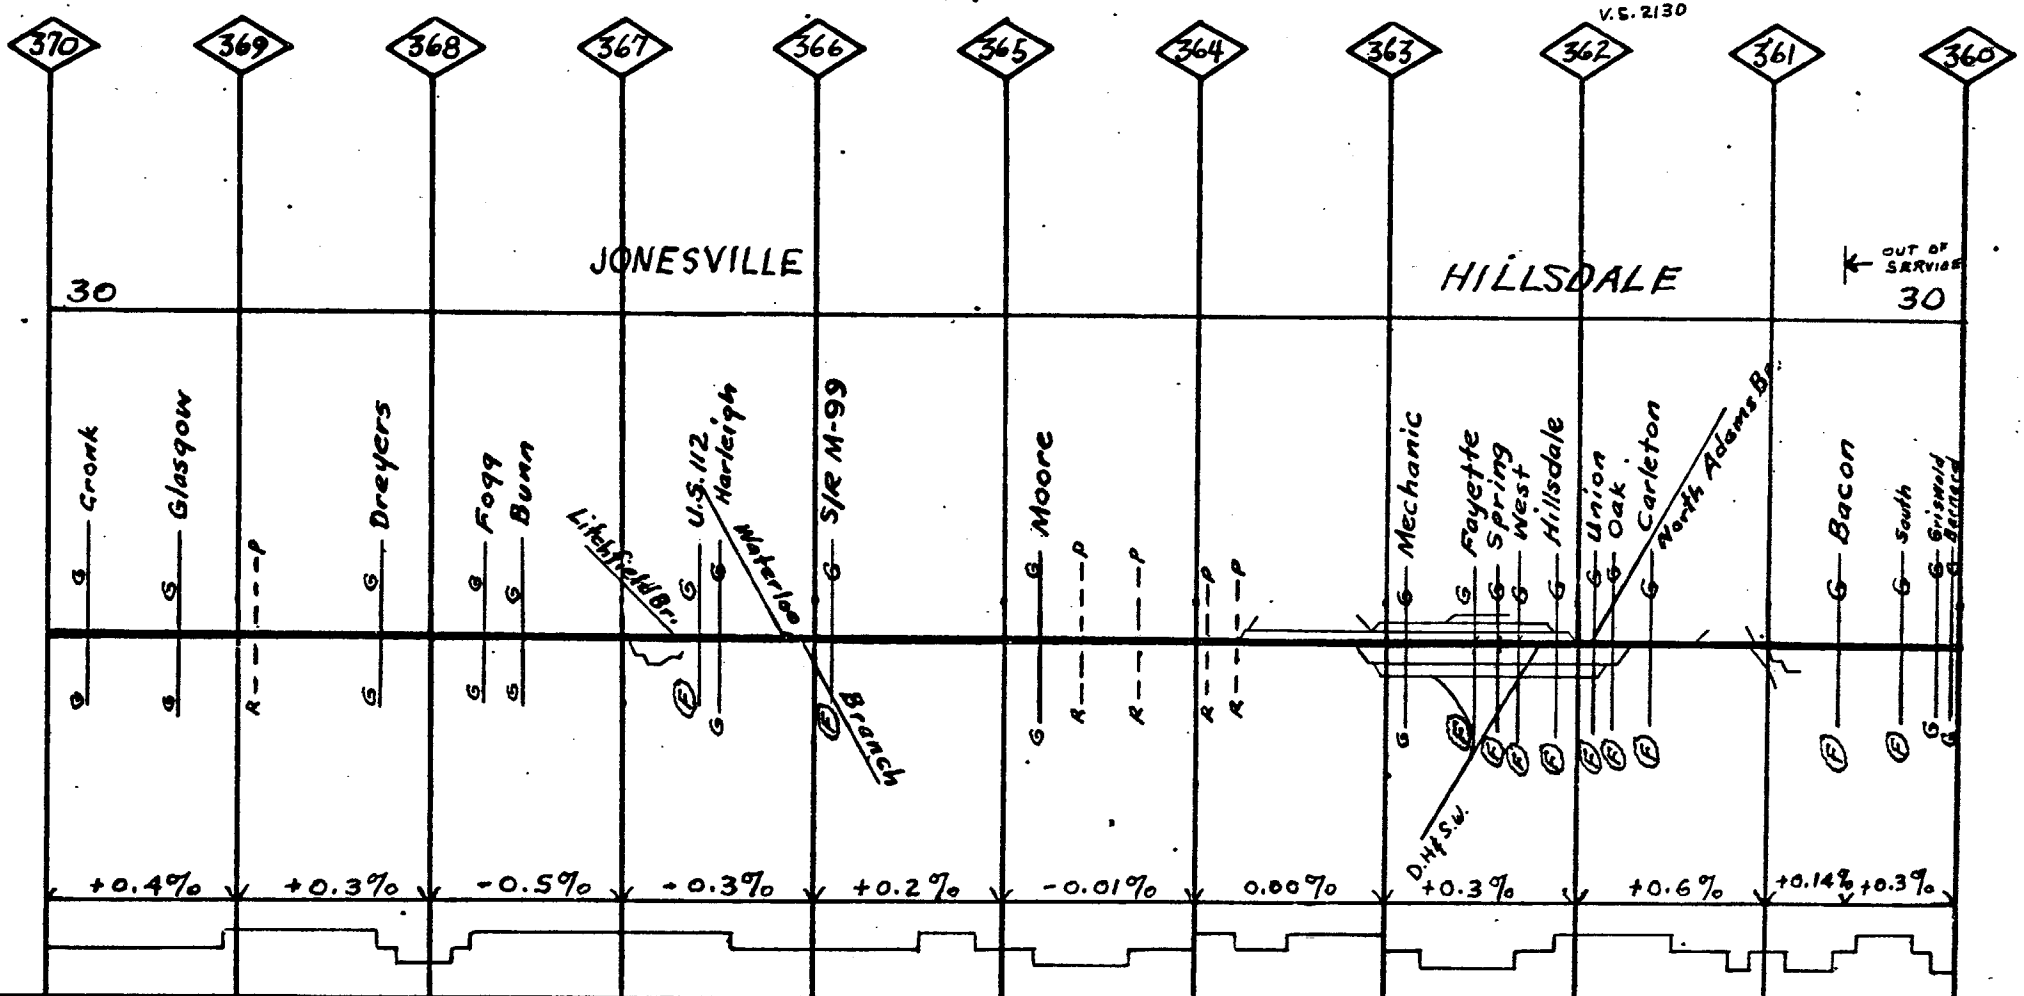 V.S. 2130
370 369 368 367 366 365 364 363 362 361 360
JONESVILLE
HILLSDALE
OUT OF
SERVICE
30
30
Cronk
Glasgow
Dreyers
Fogg
Bunn
Litchfield Br.
U.S. 112
Harleigh
Waterloo
Branch
S/R M-99
Moore
Mechanic
Fayette
Spring
West
Hillsdale
Union
Oak
Carleton
North Adams Br.
Bacon
South
Griswold
Barnard
G G P G G G G G G G P P P P G G G G G G G G G G G G
G G R G G G F G F G R R R R G F F F F F F F F F G G
D.H & S.W.
+0.4% +0.3% -0.5% -0.3% +0.2% -0.01% 0.00% +0.3% +0.6% +0.14% +0.3%